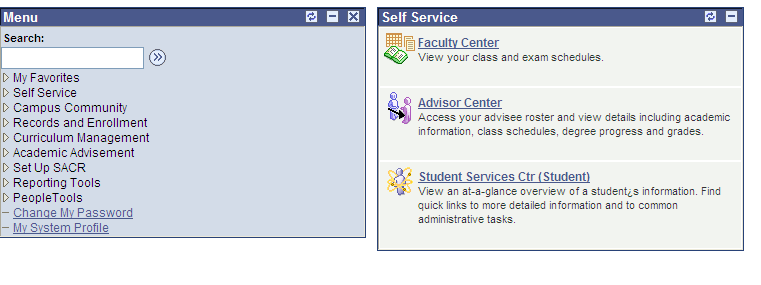 Menu
Search:
My Favorites
Self Service
Campus Community
Records and Enrollment
Curriculum Management
Academic Advisement
Set Up SACR
Reporting Tools
PeopleTools
Change My Password
My System Profile
Self Service
Faculty Center
View your class and exam schedules.
Advisor Center
Access your advisee roster and view details including academic
information, class schedules, degree progress and grades.
Student Services Ctr (Student)
View an at-a-glance overview of a student¿s information. Find
quick links to more detailed information and to common
administrative tasks.